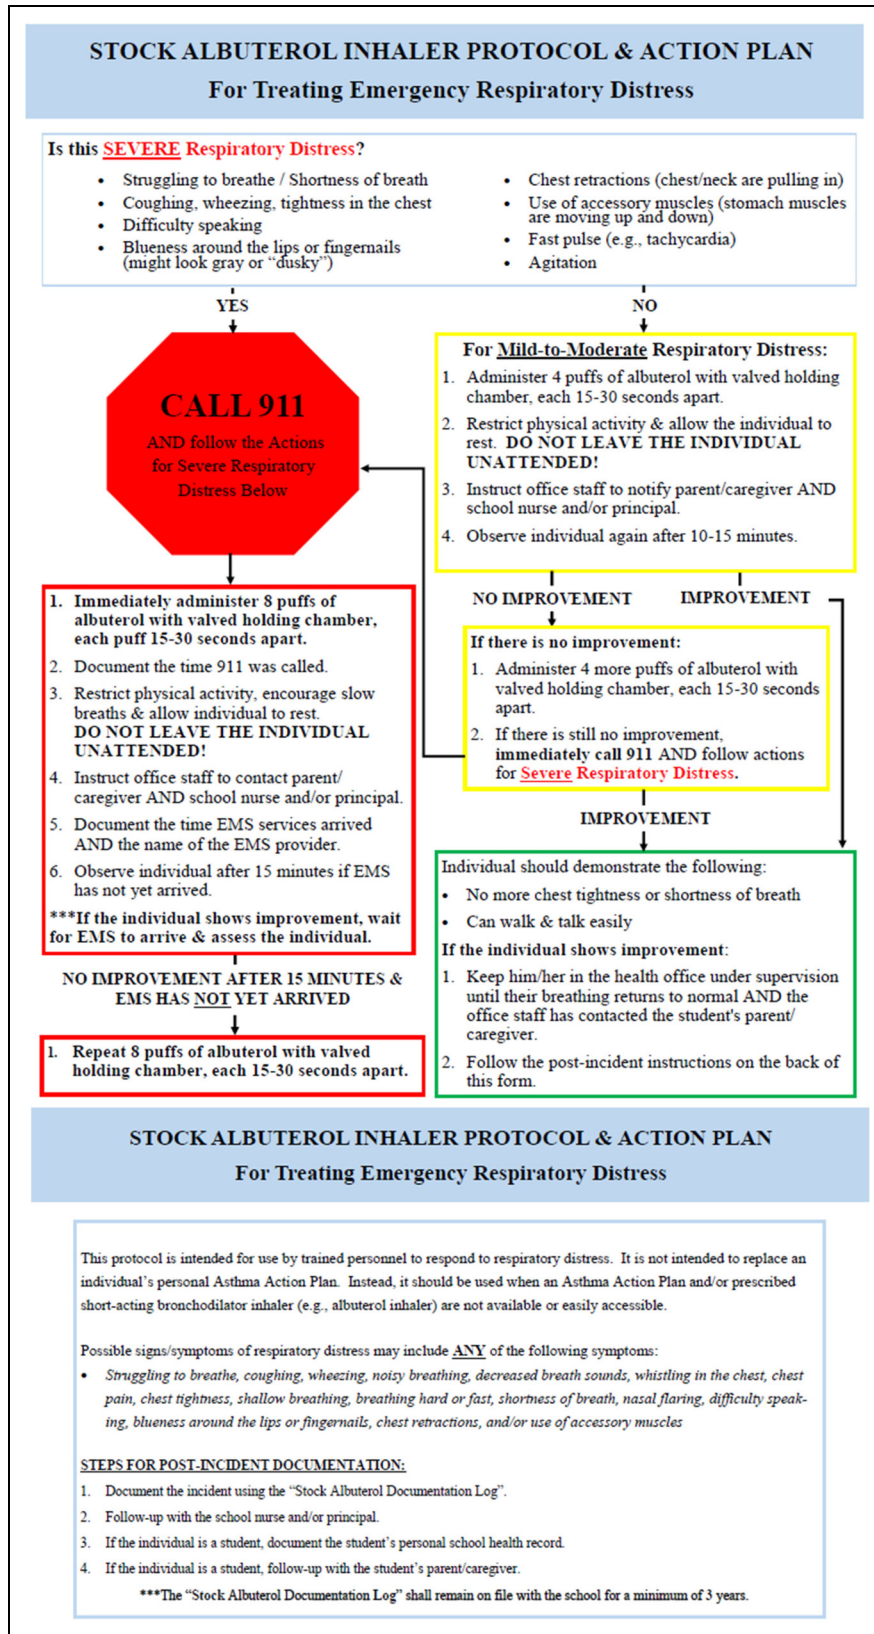 STOCK ALBUTEROL INHALER PROTOCOL & ACTION PLAN
For Treating Emergency Respiratory Distress
Is this SEVERE Respiratory Distress?
• Struggling to breathe / Shortness of breath
• Coughing, wheezing, tightness in the chest
• Difficulty speaking
• Blueness around the lips or fingernails
(might look gray or “dusky”)
• Chest retractions (chest/neck are pulling in)
• Use of accessory muscles (stomach muscles
are moving up and down)
• Fast pulse (e.g., tachycardia)
• Agitation
YES
NO
CALL 911
AND follow the Actions
for Severe Respiratory
Distress Below
For Mild-to-Moderate Respiratory Distress:
1. Administer 4 puffs of albuterol with valved holding
chamber, each 15-30 seconds apart.
2. Restrict physical activity & allow the individual to
rest. DO NOT LEAVE THE INDIVIDUAL
UNATTENDED!
3. Instruct office staff to notify parent/caregiver AND
school nurse and/or principal.
4. Observe individual again after 10-15 minutes.
1. Immediately administer 8 puffs of
albuterol with valved holding chamber,
each puff 15-30 seconds apart.
2. Document the time 911 was called.
3. Restrict physical activity, encourage slow
breaths & allow individual to rest.
DO NOT LEAVE THE INDIVIDUAL
UNATTENDED!
4. Instruct office staff to contact parent/
caregiver AND school nurse and/or principal.
5. Document the time EMS services arrived
AND the name of the EMS provider.
6. Observe individual after 15 minutes if EMS
has not yet arrived.
***If the individual shows improvement, wait
for EMS to arrive & assess the individual.
NO IMPROVEMENT AFTER 15 MINUTES &
EMS HAS NOT YET ARRIVED
1. Repeat 8 puffs of albuterol with valved
holding chamber, each 15-30 seconds apart.
NO IMPROVEMENT
IMPROVEMENT
If there is no improvement:
1. Administer 4 more puffs of albuterol with
valved holding chamber, each 15-30 seconds
apart.
2. If there is still no improvement,
immediately call 911 AND follow actions
for Severe Respiratory Distress.
IMPROVEMENT
Individual should demonstrate the following:
• No more chest tightness or shortness of breath
• Can walk & talk easily
If the individual shows improvement:
1. Keep him/her in the health office under supervision
until their breathing returns to normal AND the
office staff has contacted the student's parent/
caregiver.
2. Follow the post-incident instructions on the back of
this form.
STOCK ALBUTEROL INHALER PROTOCOL & ACTION PLAN
For Treating Emergency Respiratory Distress
This protocol is intended for use by trained personnel to respond to respiratory distress. It is not intended to replace an
individual’s personal Asthma Action Plan. Instead, it should be used when an Asthma Action Plan and/or prescribed
short-acting bronchodilator inhaler (e.g., albuterol inhaler) are not available or easily accessible.
Possible signs/symptoms of respiratory distress may include ANY of the following symptoms:
• Struggling to breathe, coughing, wheezing, noisy breathing, decreased breath sounds, whistling in the chest, chest
pain, chest tightness, shallow breathing, breathing hard or fast, shortness of breath, nasal flaring, difficulty speak-
ing, blueness around the lips or fingernails, chest retractions, and/or use of accessory muscles
STEPS FOR POST-INCIDENT DOCUMENTATION:
1. Document the incident using the “Stock Albuterol Documentation Log”.
2. Follow-up with the school nurse and/or principal.
3. If the individual is a student, document the student’s personal school health record.
4. If the individual is a student, follow-up with the student’s parent/caregiver.
***The “Stock Albuterol Documentation Log” shall remain on file with the school for a minimum of 3 years.